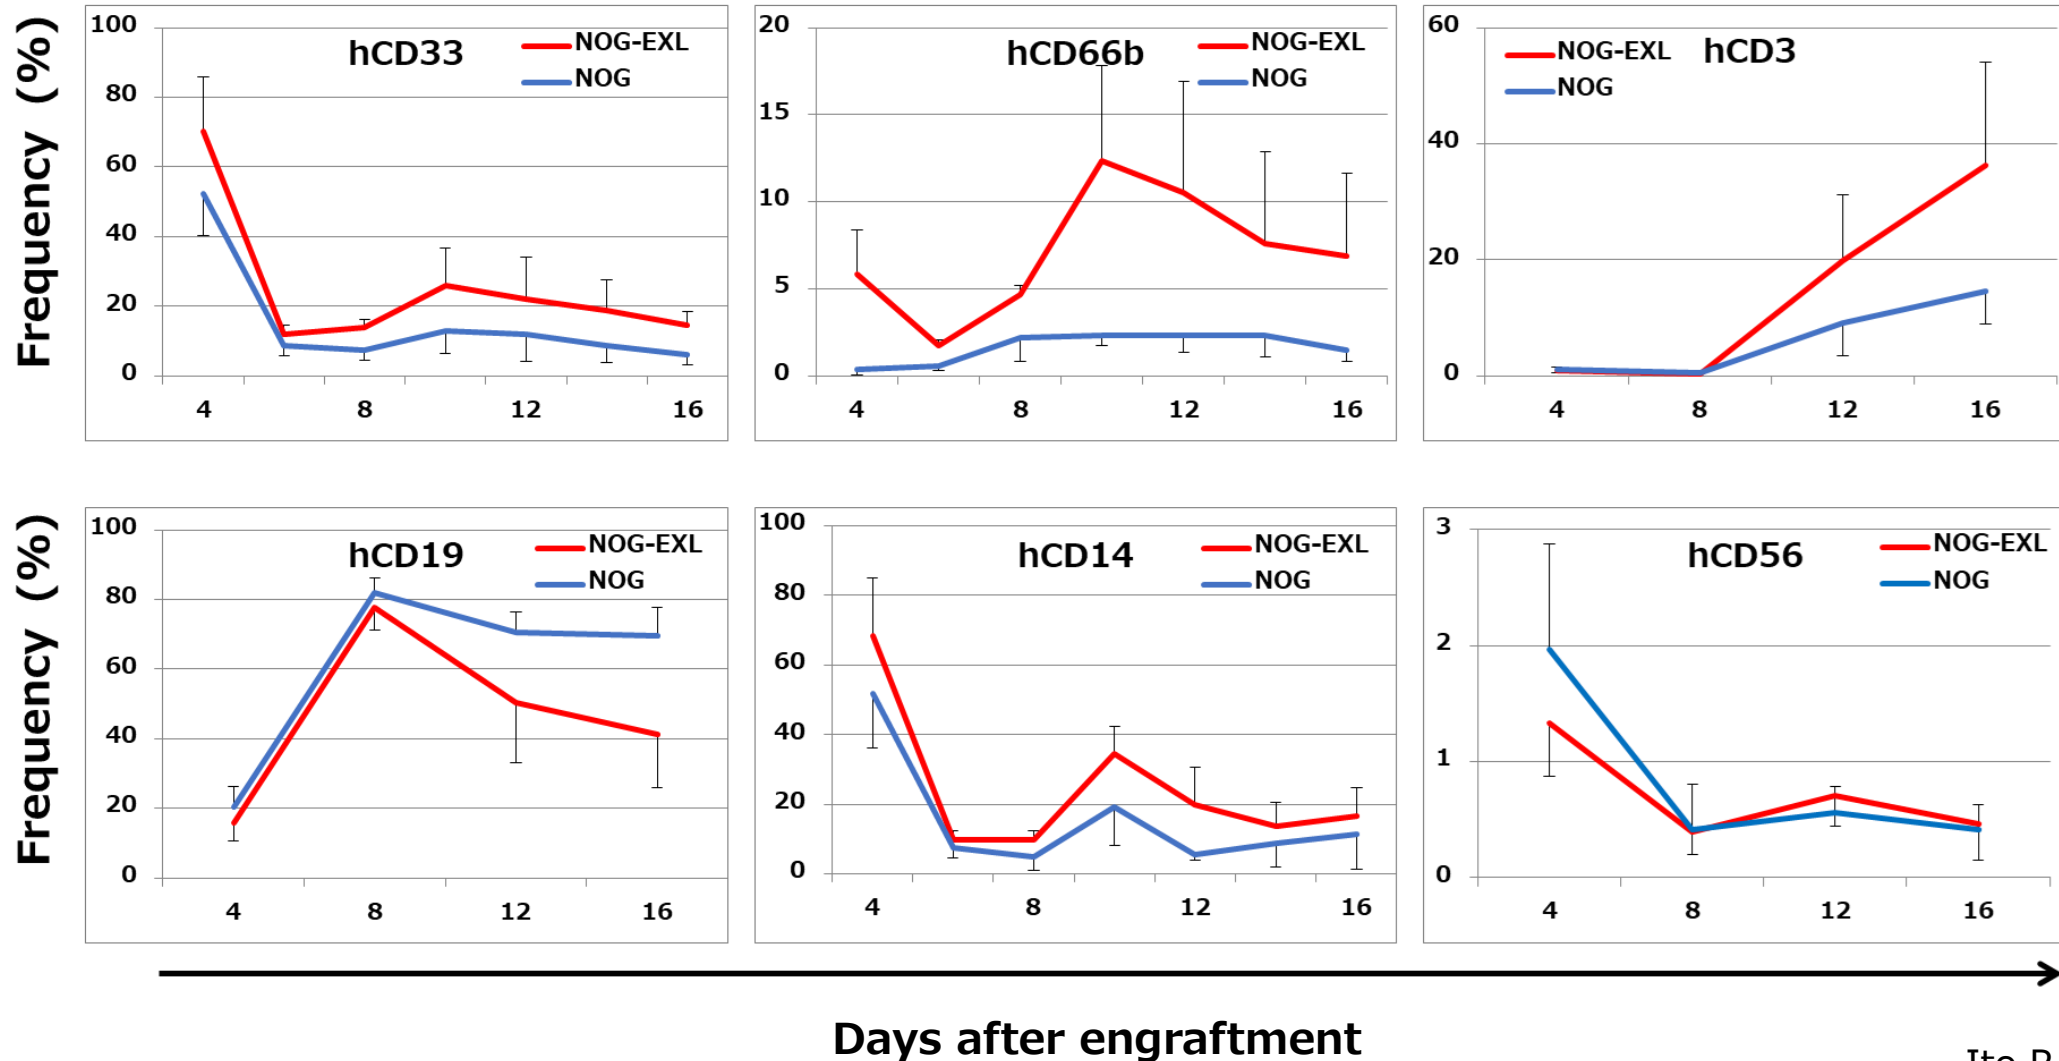 Frequency (%)
100
80
60
40
20
0
hCD33
NOG-EXL
NOG
4 8 12 16
20
15
10
5
0
hCD66b
NOG-EXL
NOG
4 8 12 16
60
40
20
0
NOG-EXL
NOG
hCD3
4 8 12 16
Frequency (%)
100
80
60
40
20
0
hCD19
NOG-EXL
NOG
4 8 12 16
100
80
60
40
20
0
hCD14
NOG-EXL
NOG
4 8 12 16
3
2
1
0
hCD56
NOG-EXL
NOG
4 8 12 16
Days after engraftment